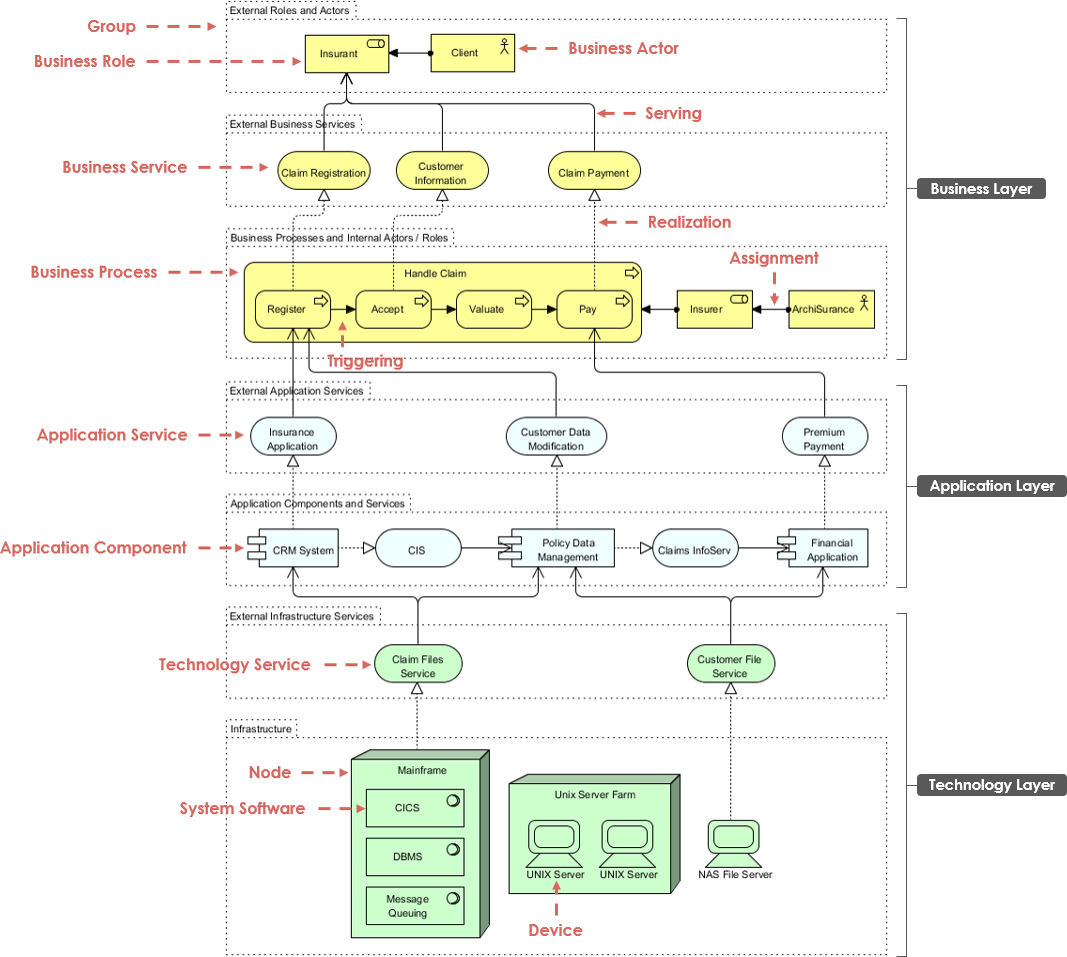 External Roles and Actors
Group
Business Role
Insurant
Client
Business Actor
Serving
External Business Services
Business Service
Claim Registration
Customer
Information
Claim Payment
Business Layer
Realization
Business Processes and Internal Actors / Roles
Assignment
Business Process
Handle Claim
Register
Accept
Valuate
Pay
Insurer
ArchiSurance
Triggering
External Application Services
Application Service
Insurance
Application
Customer Data
Modification
Premium
Payment
Application Layer
Application Components and Services
Application Component
CRM System
CIS
Policy Data
Management
Claims InfoServ
Financial
Application
External Infrastructure Services
Technology Service
Claim Files
Service
Customer File
Service
Infrastructure
Node
Mainframe
System Software
CICS
DBMS
Message
Queuing
Unix Server Farm
UNIX Server
UNIX Server
NAS File Server
Device
Technology Layer